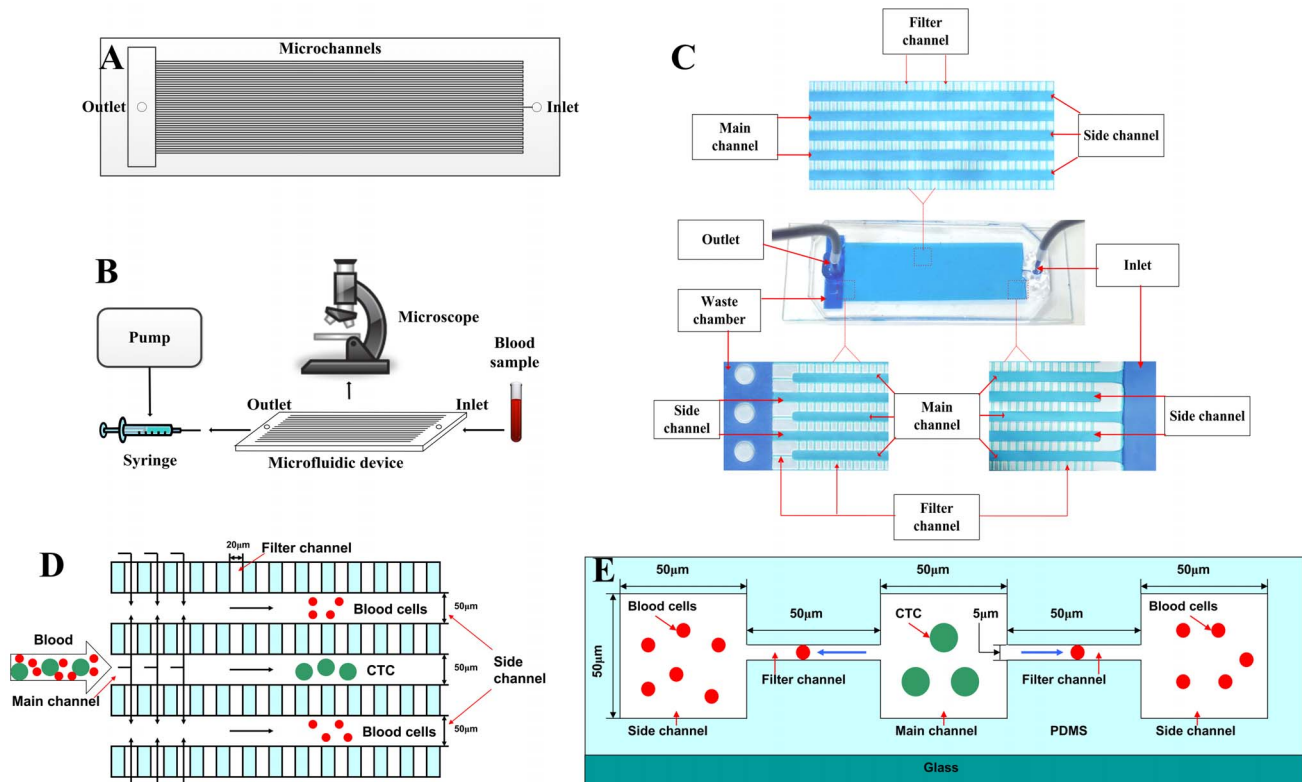 A
Microchannels
Outlet
Inlet
B
Pump
Microscope
Blood
sample
Outlet
Inlet
Syringe
Microfluidic device
C
Filter
channel
Main
channel
Side channel
Outlet
Inlet
Waste
chamber
Side
channel
Main
channel
Side channel
Filter
channel
D
20μm
Filter channel
Blood cells
50μm
Blood
CTC
50μm
Side
channel
Main channel
Blood cells
50μm
E
50μm
50μm
50μm
Blood cells
50μm
CTC
5μm
50μm
Blood cells
50μm
Filter channel
Filter channel
Side channel
Main channel
PDMS
Side channel
Glass